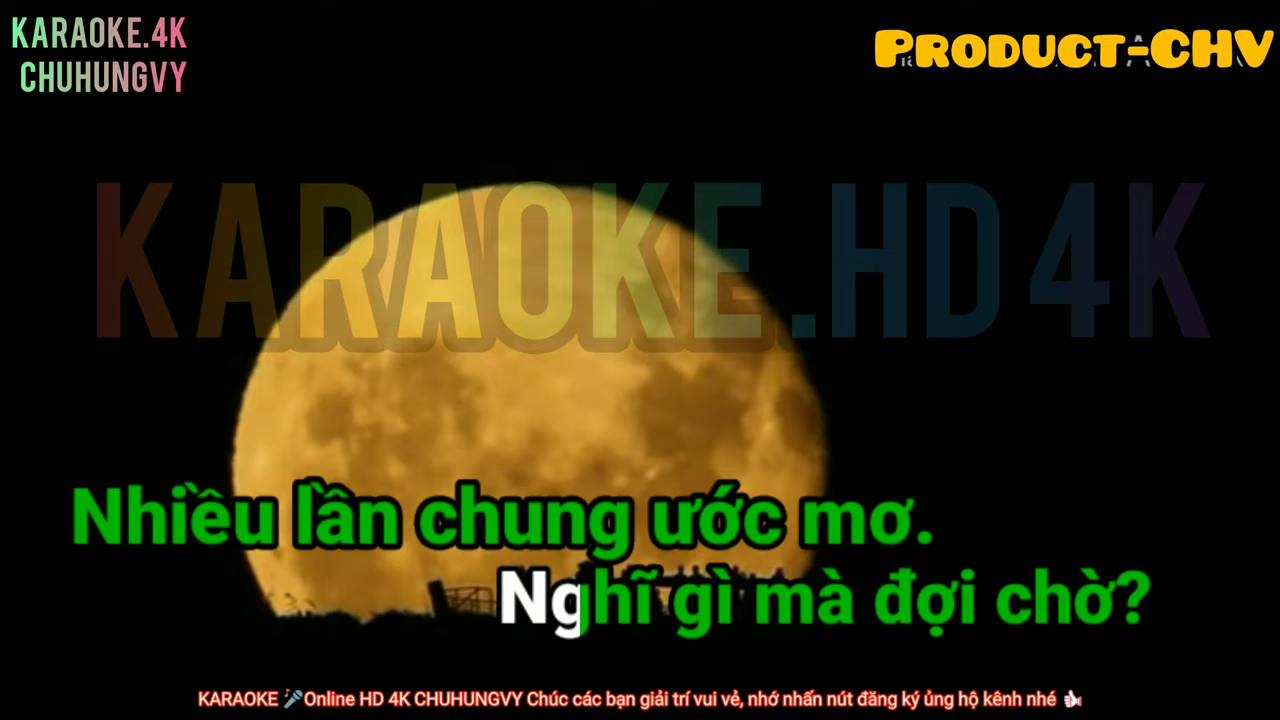 KARAOKE.4K
CHUHUNGVY
PRODUCT-CHV
KARAOKE.HD 4K
Nhiều lần chung ước mơ.
Nghĩ gì mà đợi chờ?
KARAOKE 🎤Online HD 4K CHUHUNGVY Chúc các bạn giải trí vui vẻ, nhớ nhấn nút đăng ký ủng hộ kênh nhé 👍